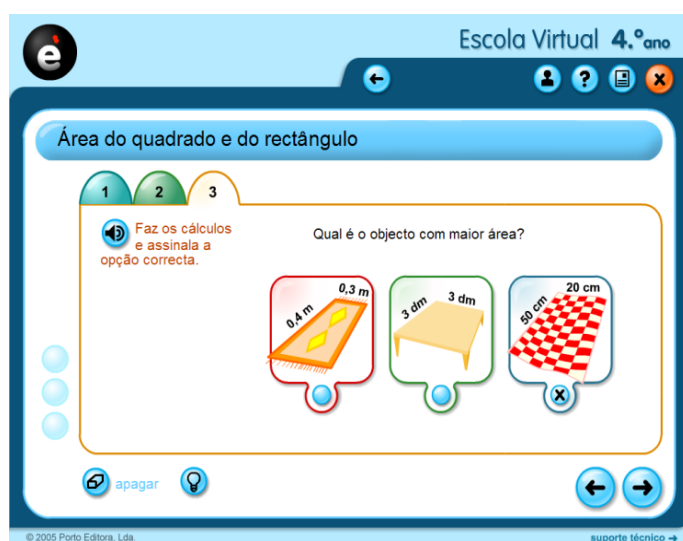 è
Escola Virtual 4.º ano
?
x
Área do quadrado e do rectângulo
1 2 3
Faz os cálculos
e assinala a
opção correcta.
Qual é o objecto com maior área?
0,4 m 0,3 m
3 dm 3 dm
50 cm 20 cm
x
apagar
© 2005 Porto Editora, Lda.
suporte técnico →